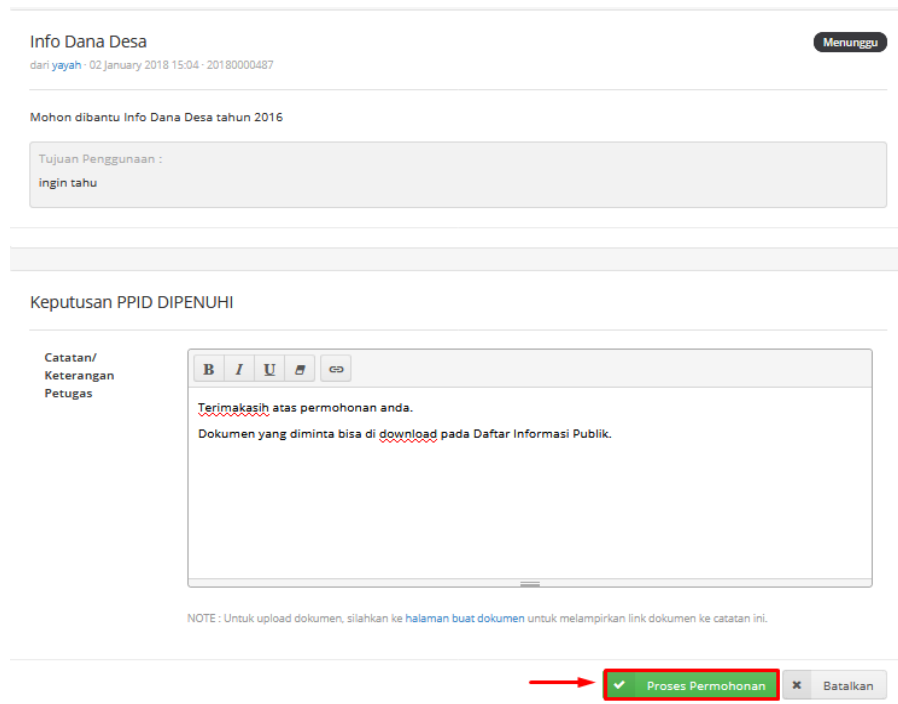 Info Dana Desa
Menunggu
dari yayah · 02 January 2018 15:04 · 20180000487
Mohon dibantu Info Dana Desa tahun 2016
Tujuan Penggunaan :
ingin tahu
Keputusan PPID DIPENUHI
Catatan/
Keterangan
Petugas
B I U
Terimakasih atas permohonan anda.
Dokumen yang diminta bisa di download pada Daftar Informasi Publik.
NOTE : Untuk upload dokumen, silahkan ke halaman buat dokumen untuk melampirkan link dokumen ke catatan ini.
Proses Permohonan
Batalkan